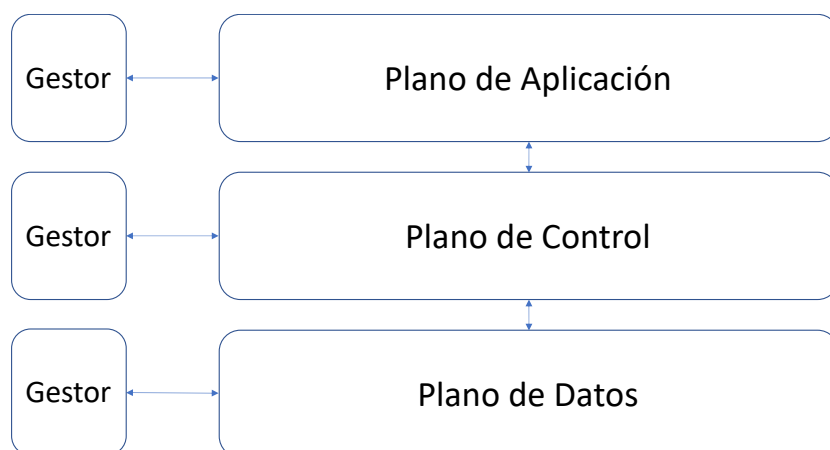 Gestor
Plano de Aplicación
Gestor
Plano de Control
Gestor
Plano de Datos